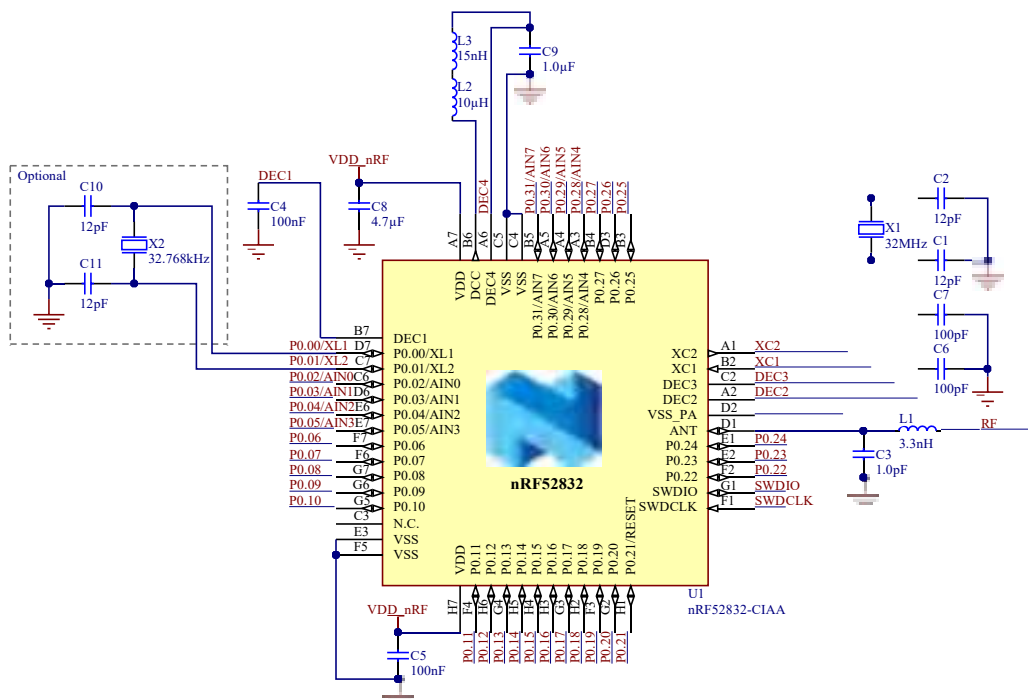 L3
15nH
L2
10µH
C9
1.0µF
Optional
C10
12pF
X2
32.768kHz
C11
12pF
DEC1
C4
100nF
VDD_nRF
C8
4.7µF
DEC4
P0.31/AIN7
P0.30/AIN6
P0.29/AIN5
P0.28/AIN4
P0.27
P0.26
P0.25
A7
B6
A6
C5
C4
B5
A5
A4
A3
B4
D3
B3
VDD
DCC
DEC4
VSS
VSS
P0.31/AIN7
P0.30/AIN6
P0.29/AIN5
P0.28/AIN4
P0.27
P0.26
P0.25
X1
32MHz
C2
12pF
C1
12pF
C7
100pF
C6
100pF
B7 DEC1
P0.00/XL1 D7 P0.00/XL1
P0.01/XL2 C7 P0.01/XL2
P0.02/AIN0 C6 P0.02/AIN0
P0.03/AIN1 D6 P0.03/AIN1
P0.04/AIN2 E6 P0.04/AIN2
P0.05/AIN3 E7 P0.05/AIN3
P0.06 F7 P0.06
P0.07 F6 P0.07
P0.08 G7 P0.08
P0.09 G6 P0.09
P0.10 G5 P0.10
C3 N.C.
E3 VSS
F5 VSS
nRF52832
XC2 A1 XC2
XC1 B2 XC1
DEC3 C2 DEC3
DEC2 A2 DEC2
VSS_PA D2
ANT D1
P0.24 E1 P0.24
P0.23 E2 P0.23
P0.22 F2 P0.22
SWDIO G1 SWDIO
SWDCLK F1 SWDCLK
L1
3.3nH
RF
C3
1.0pF
VDD
P0.11
P0.12
P0.13
P0.14
P0.15
P0.16
P0.17
P0.18
P0.19
P0.20
P0.21/RESET
H7
F4
H6
G4
H5
H4
H3
G3
H2
F3
G2
H1
U1
nRF52832-CIAA
VDD_nRF
C5
100nF
P0.11
P0.12
P0.13
P0.14
P0.15
P0.16
P0.17
P0.18
P0.19
P0.20
P0.21